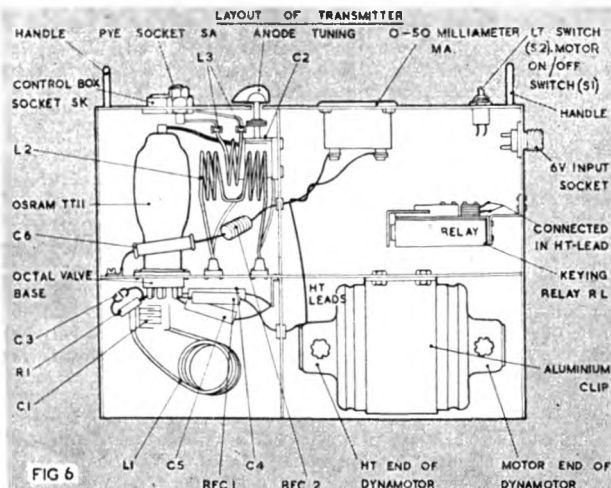 LAYOUT OF TRANSMITTER
HANDLE
PYE SOCKET SA
ANODE TUNING
0-50 MILLIAMETER
MA.
LT SWITCH
(S2). MOTOR
ON/OFF
SWITCH (S1)
L3
C2
CONTROL BOX
SOCKET SK
HANDLE
L2
6V INPUT
SOCKET
OSRAM TT11
CONNECTED
IN HT-LEAD
C6
RELAY
KEYING
RELAY RL
OCTAL VALVE
BASE
HT
LEADS
C3
R1
C1
ALUMINIUM
CLIP
L1
C5
C4
HT END OF
DYNAMOTOR
MOTOR END OF
DYNAMOTOR
RFC 1
RFC 2
FIG 6